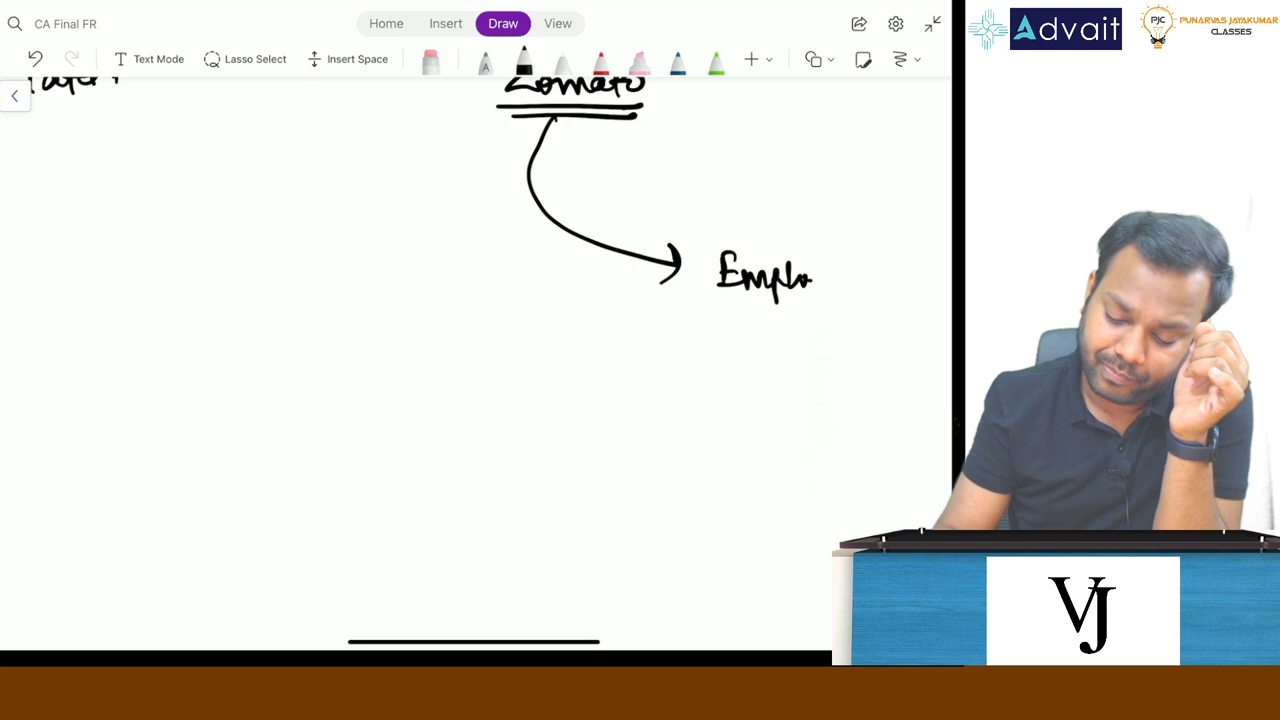 CA Final FR
Home Insert Draw View
Text Mode Lasso Select Insert Space
A
Zomato
Emplo
Advait
PJC
PUNARVAS JAYAKUMAR
CLASSES
VJ